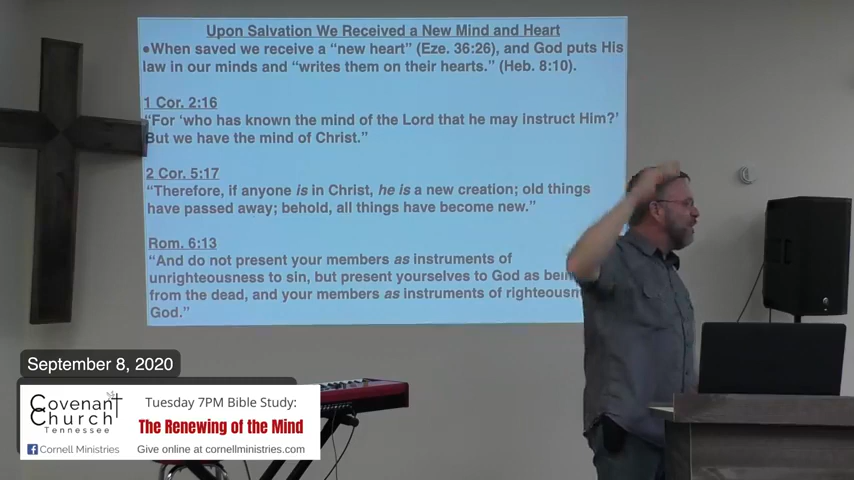 Upon Salvation We Received a New Mind and Heart
•When saved we receive a “new heart” (Eze. 36:26), and God puts His
law in our minds and “writes them on their hearts.” (Heb. 8:10).
1 Cor. 2:16
“For ‘who has known the mind of the Lord that he may instruct Him?’
But we have the mind of Christ.”
2 Cor. 5:17
“Therefore, if anyone is in Christ, he is a new creation; old things
have passed away; behold, all things have become new.”
Rom. 6:13
“And do not present your members as instruments of
unrighteousness to sin, but present yourselves to God as
from the dead, and your members as instruments of
God.”
September 8, 2020
Covenant
Church
Tennessee
Cornell Ministries
Tuesday 7PM Bible Study:
The Renewing of the Mind
Give online at cornellministries.com